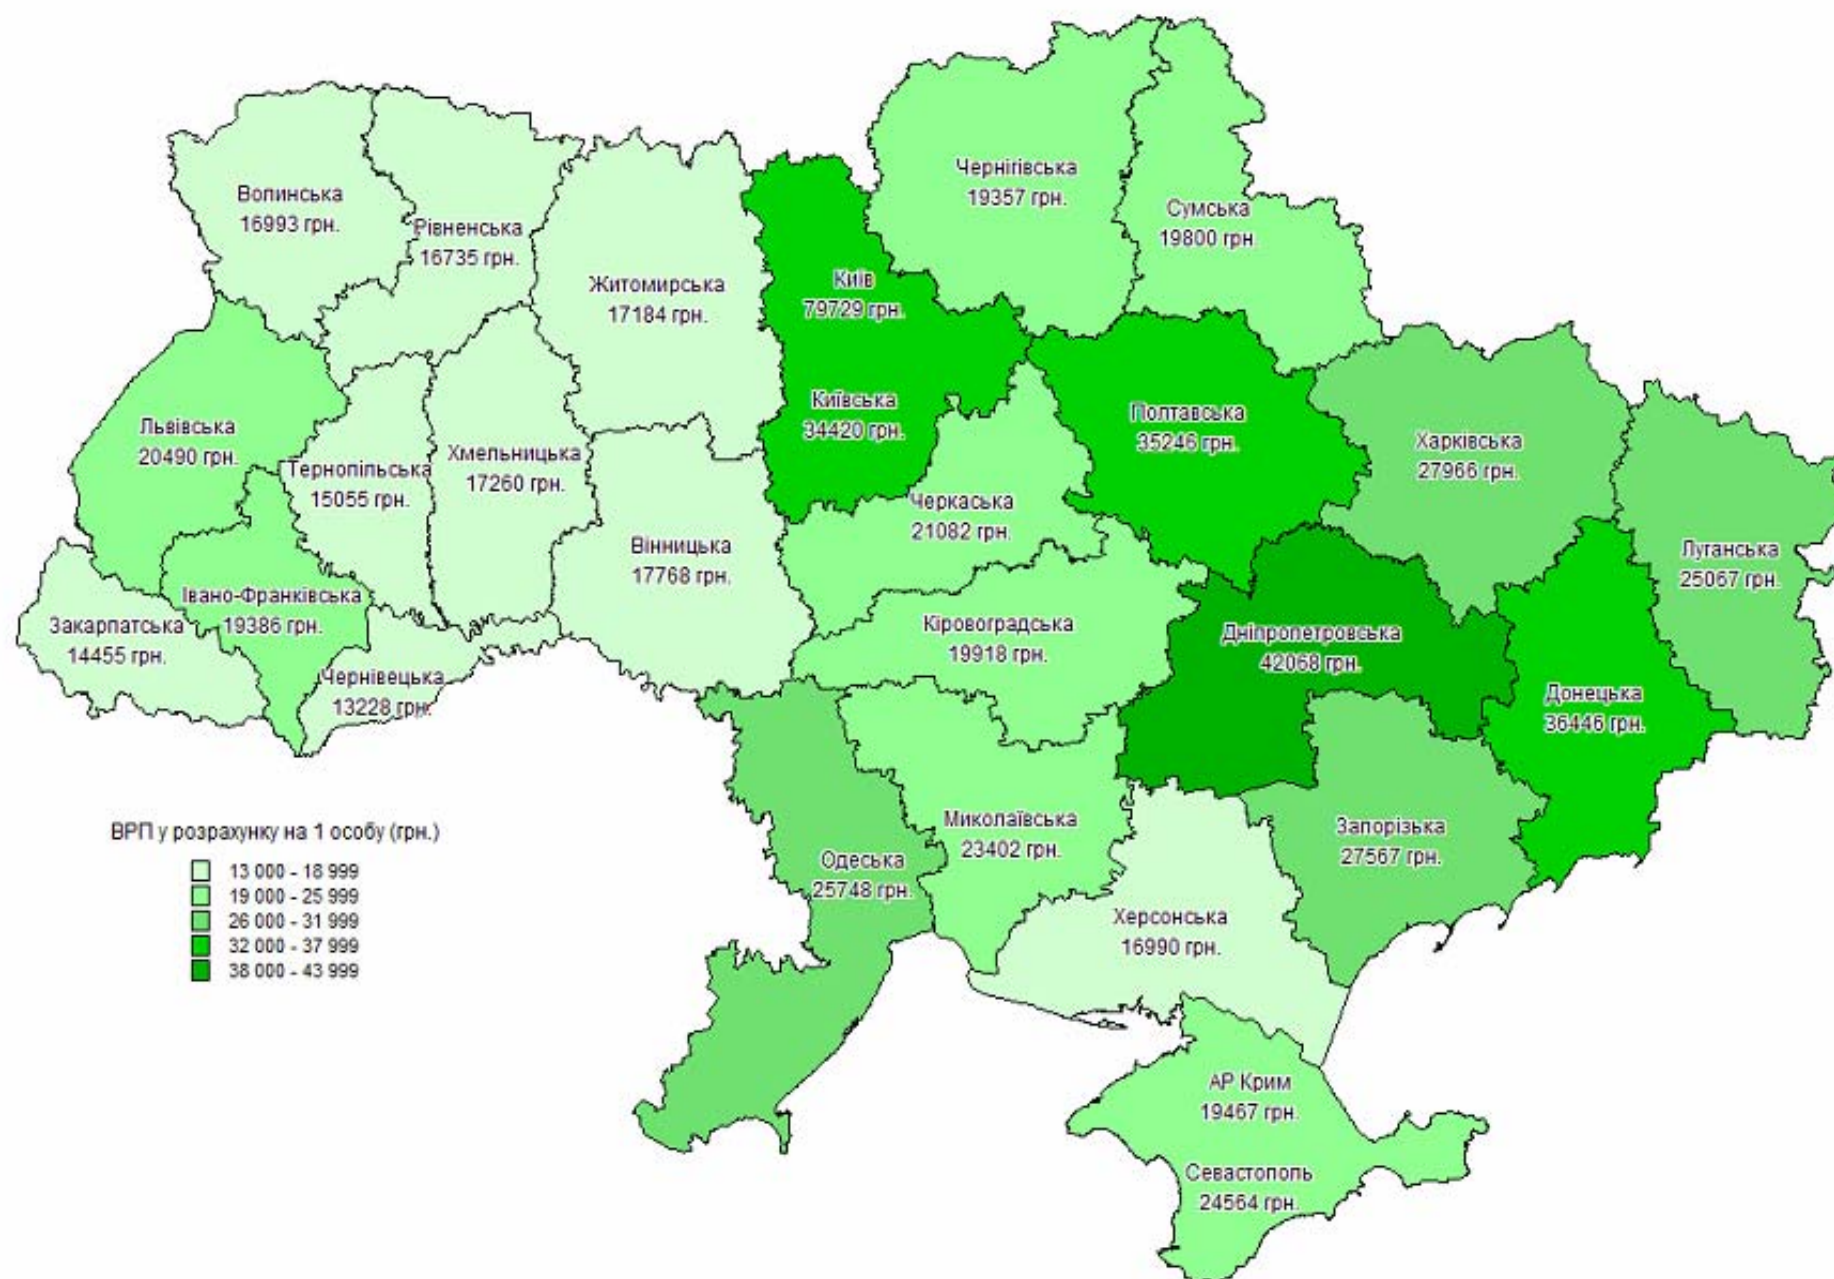 Чернігівська
19357 грн.
Сумська
19800 грн.
Волинська
16993 грн.
Рівненська
16735 грн.
Житомирська
17184 грн.
Київ
79729 грн.
Київська
34420 грн.
Полтавська
35246 грн.
Харківська
27966 грн.
Львівська
20490 грн.
Тернопільська
15055 грн.
Хмельницька
17260 грн.
Черкаська
21082 грн.
Вінницька
17768 грн.
Луганська
25067 грн.
Івано-Франківська
19386 грн.
Закарпатська
14455 грн.
Чернівецька
13228 грн.
Кіровоградська
19918 грн.
Дніпропетровська
42068 грн.
Донецька
36446 грн.
Миколаївська
23402 грн.
Запорізька
27567 грн.
Одеська
25748 грн.
Херсонська
16990 грн.
АР Крим
19467 грн.
Севастополь
24564 грн.
ВРП у розрахунку на 1 особу (грн.)
13 000 - 18 999
19 000 - 25 999
26 000 - 31 999
32 000 - 37 999
38 000 - 43 999